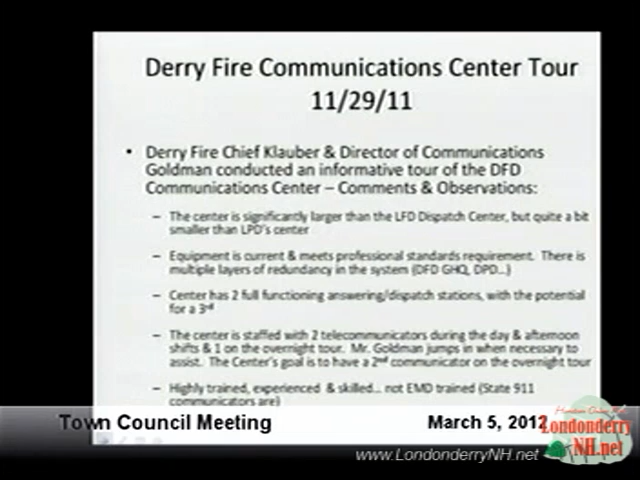 Derry Fire Communications Center Tour
11/29/11
• Derry Fire Chief Klauber & Director of Communications
Goldman conducted an informative tour of the DFD
Communications Center – Comments & Observations:
– The center is significantly larger than the LFD Dispatch Center, but quite a bit
smaller than LPD's center
– Equipment is current & meets professional standards requirement. There is
multiple layers of redundancy in the system (DFD GHQ, DPD...)
– Center has 2 full functioning answering/dispatch stations, with the potential
for a 3rd
– The center is staffed with 2 telecommunicators during the day & afternoon
shifts & 1 on the overnight tour. Mr. Goldman jumps in when necessary to
assist. The Center's goal is to have a 2nd communicator on the overnight tour
– Highly trained, experienced & skilled... not EMD trained (State 911
communicators are)
Town Council Meeting
March 5, 2012
Londonderry
NH.net
www.LondonderryNH.net